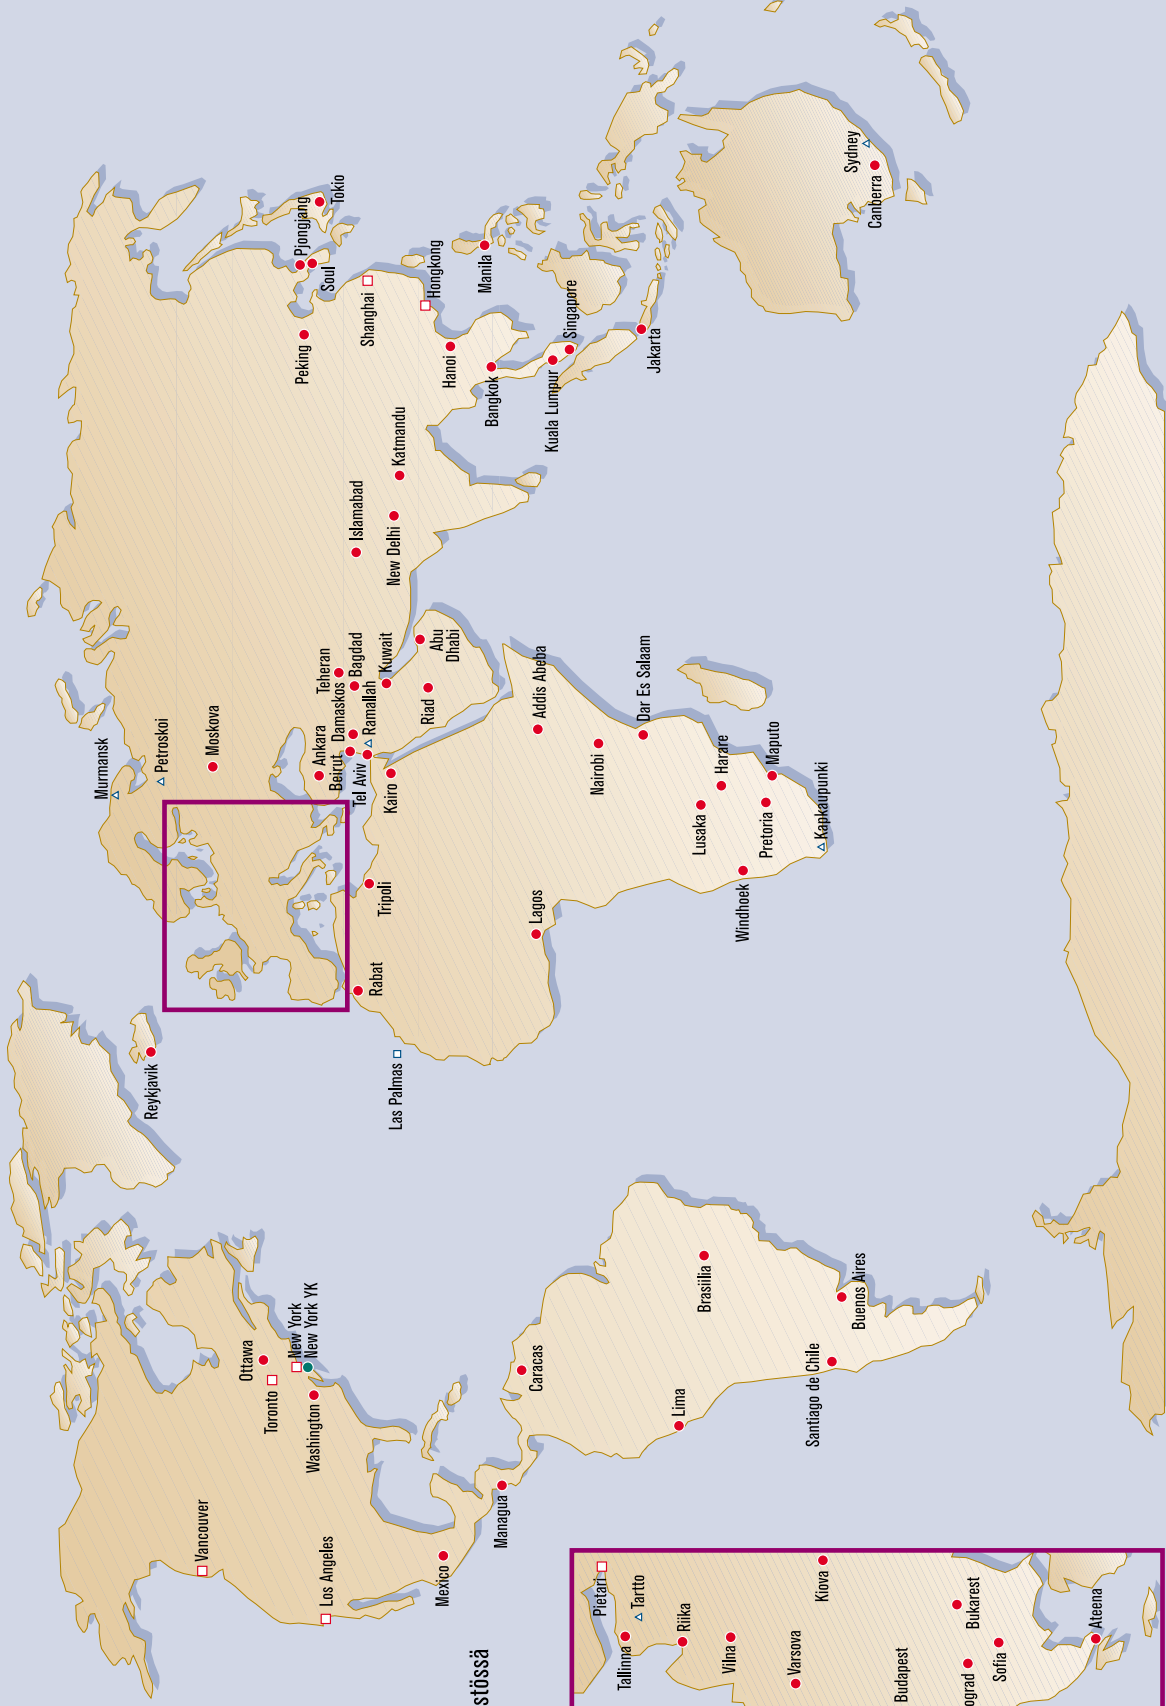 Vancouver
Los Angeles
Mexico
Managua
Ottawa
Toronto
New York
New York YK
Washington
Caracas
Lima
Brasiilia
Santiago de Chile
Buenos Aires
Reykjavik
Las Palmas
Rabat
Tripoli
Lagos
Murmansk
Petroskoi
Moskova
Ankara
Beirut
Damaskos
Tel Aviv
Ramallah
Kairo
Teheran
Bagdad
Kuwait
Riad
Abu
Dhabi
Addis Abeba
Nairobi
Dar Es Salaam
Lusaka
Harare
Windhoek
Pretoria
Maputo
Kapkaupunki
Islamabad
New Delhi
Katmandu
Peking
Pjongjang
Soul
Tokio
Shanghai
Hongkong
Hanoi
Bangkok
Manila
Kuala Lumpur
Singapore
Jakarta
Sydney
Canberra
stössä
Pietari
Tallinna
Tartto
Riika
Vilna
Varsova
Kiova
Budapest
Bukarest
ograd
Sofia
Ateena